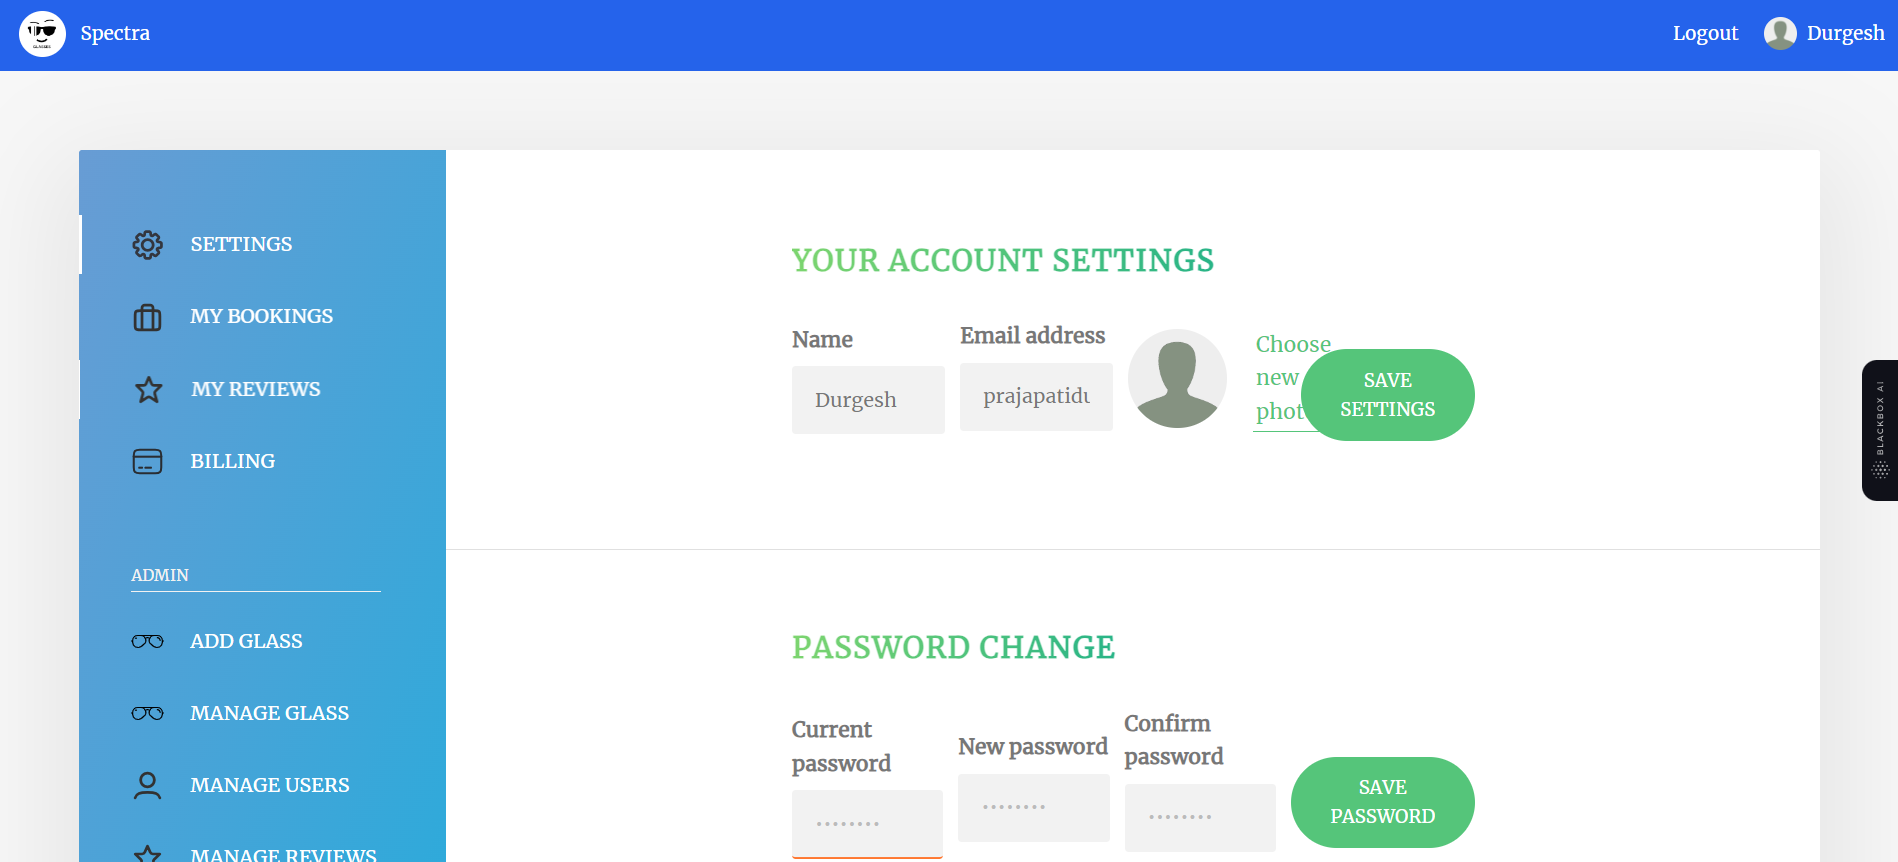 Spectra
Logout
Durgesh
SETTINGS
MY BOOKINGS
MY REVIEWS
BILLING
ADMIN
ADD GLASS
MANAGE GLASS
MANAGE USERS
MANAGE REVIEWS
YOUR ACCOUNT SETTINGS
Name
Durgesh
Email address
prajapatidu
Choose
new
phot
SAVE
SETTINGS
PASSWORD CHANGE
Current
password
••••••••
New password
••••••••
Confirm
password
••••••••
SAVE
PASSWORD
BLACKBOX AI